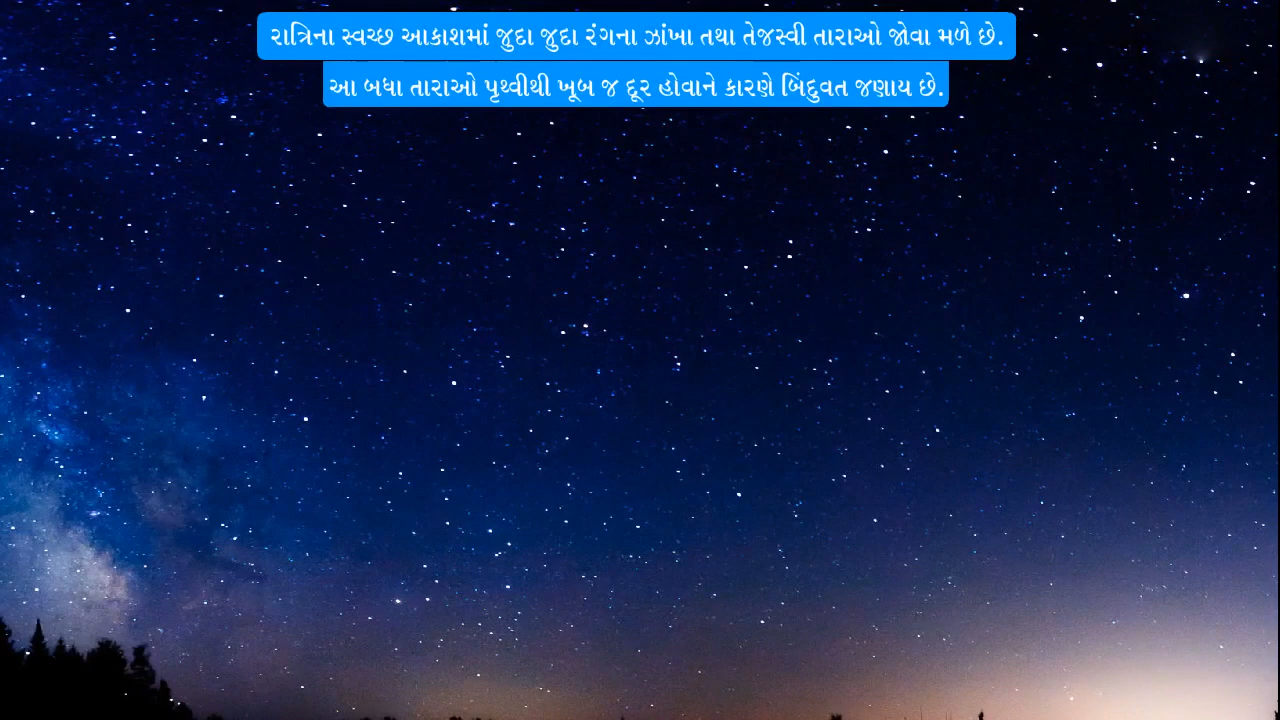 રાત્રિના સ્વચ્છ આકાશમાં જુદા જુદા રંગના ઝાંખા તથા તેજસ્વી તારાઓ જોવા મળે છે.
આ બધા તારાઓ પૃથ્વીથી ખૂબ જ દૂર હોવાને કારણે બિંદુવત જણાય છે.